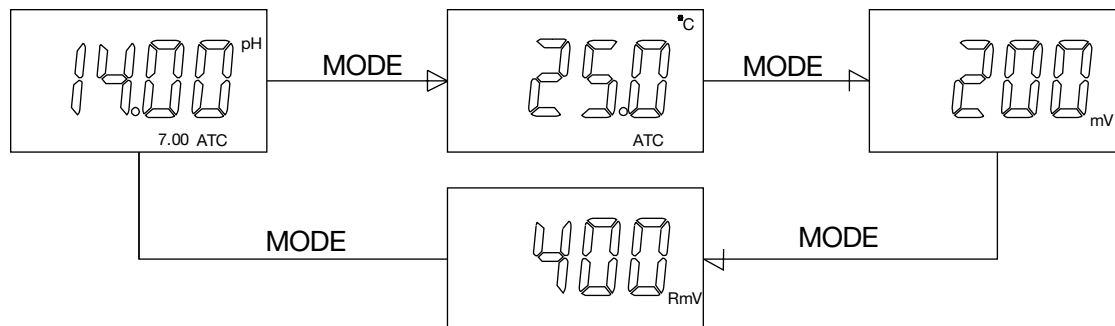 14.00 pH
7.00 ATC
MODE
25.0 °C
ATC
MODE
200 mV
MODE
400 RmV
MODE